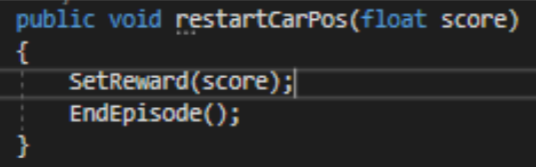 public void restartCarPos(float score)
{
SetReward(score);
EndEpisode();
}